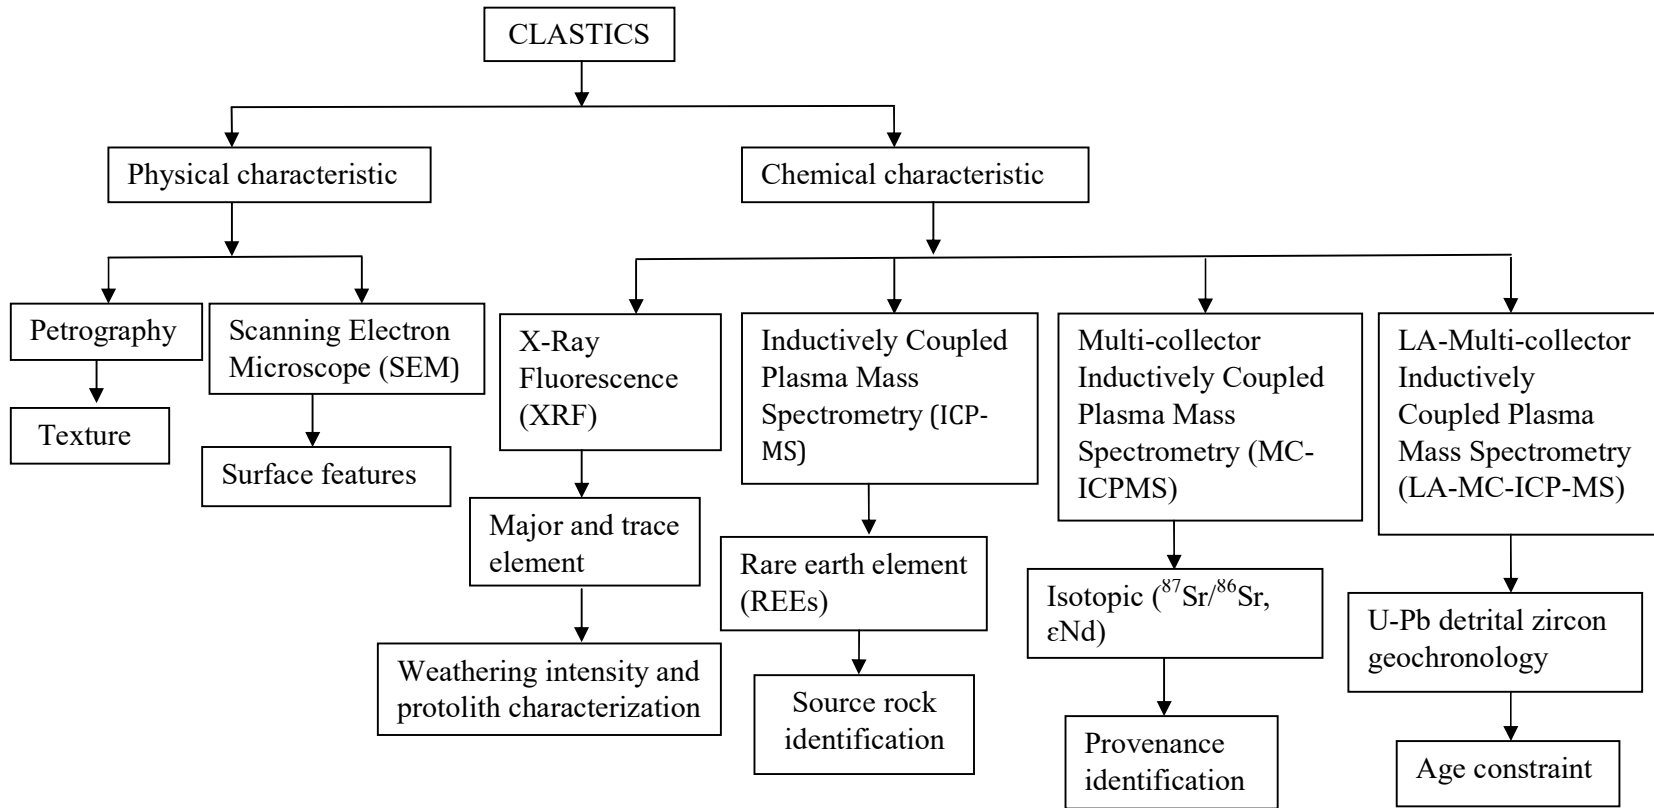 CLASTICS
Physical characteristic
Chemical characteristic
Petrography
Scanning Electron
Microscope (SEM)
X-Ray
Fluorescence
(XRF)
Inductively Coupled
Plasma Mass
Spectrometry (ICP-
MS)
Multi-collector
Inductively Coupled
Plasma Mass
Spectrometry (MC-
ICPMS)
LA-Multi-collector
Inductively
Coupled Plasma
Mass Spectrometry
(LA-MC-ICP-MS)
Texture
Surface features
Major and trace
element
Rare earth element
(REEs)
Isotopic (⁸⁷Sr/⁸⁶Sr,
εNd)
U-Pb detrital zircon
geochronology
Weathering intensity and
protolith characterization
Source rock
identification
Provenance
identification
Age constraint